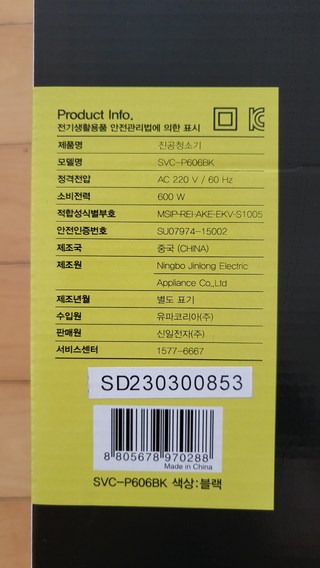 Product Info.
전기생활용품 안전관리법에 의한 표시
제품명 진공청소기
모델명 SVC-P606BK
정격전압 AC 220 V / 60 Hz
소비전력 600 W
적합성식별부호 MSIP-REI-AKE-EKV-S1005
안전인증번호 SU07974-15002
제조국 중국 (CHINA)
제조원 Ningbo Jinlong Electric
Appliance Co.,Ltd
제조년월 별도 표기
수입원 유파코리아(주)
판매원 신일전자(주)
서비스센터 1577-6667
SD230300853
8 805678 970288
Made in China
SVC-P606BK 색상:블랙